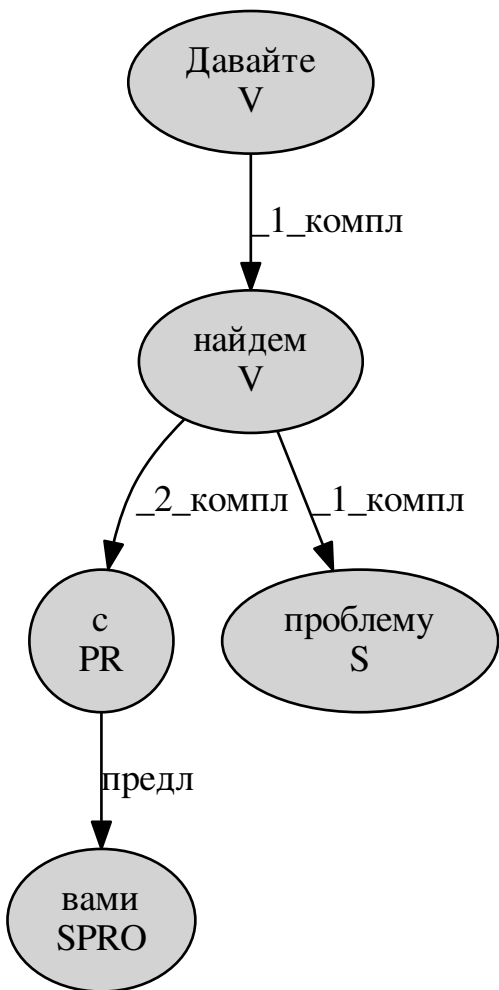 Давайте
V
_1_компл
найдем
V
_2_компл
_1_компл
с
PR
проблему
S
предл
вами
SPRO